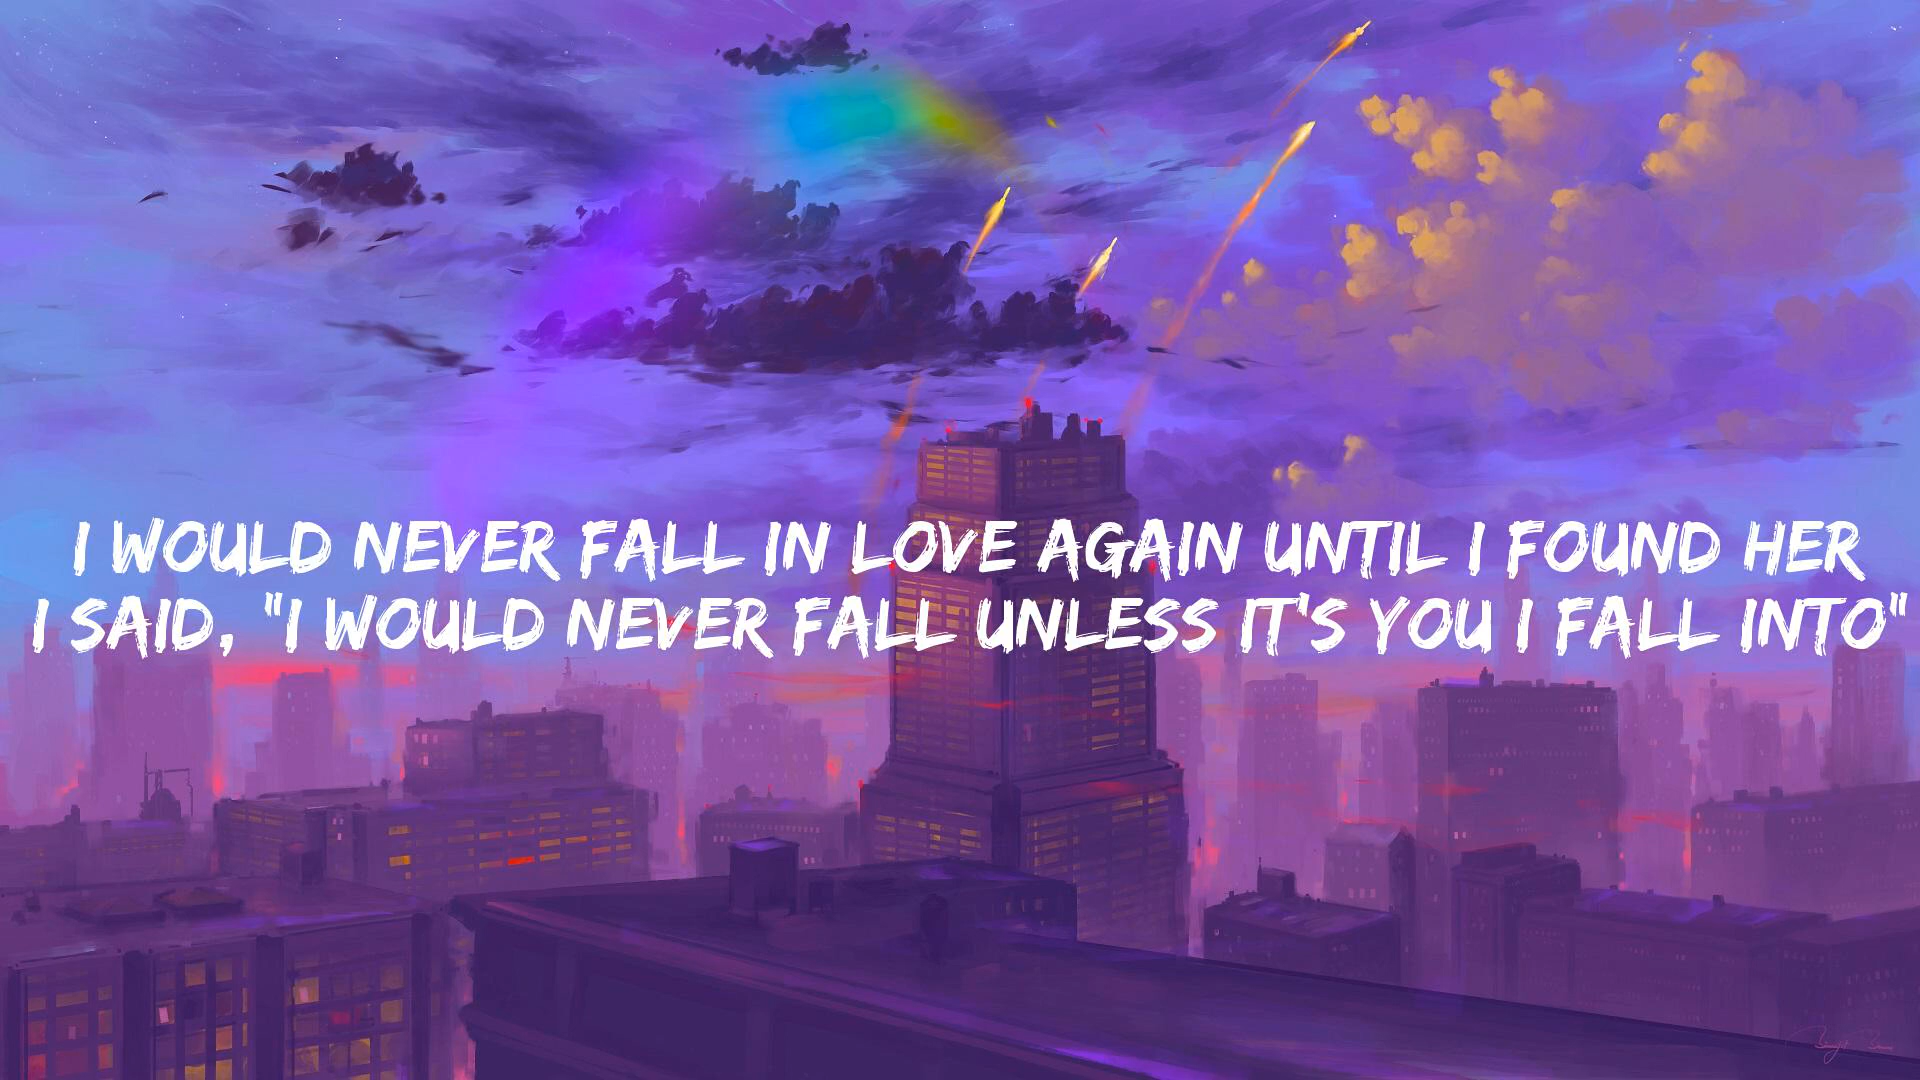 I WOULD NEVER FALL IN LOVE AGAIN UNTIL I FOUND HER
I SAID, "I WOULD NEVER FALL UNLESS IT'S YOU I FALL INTO"